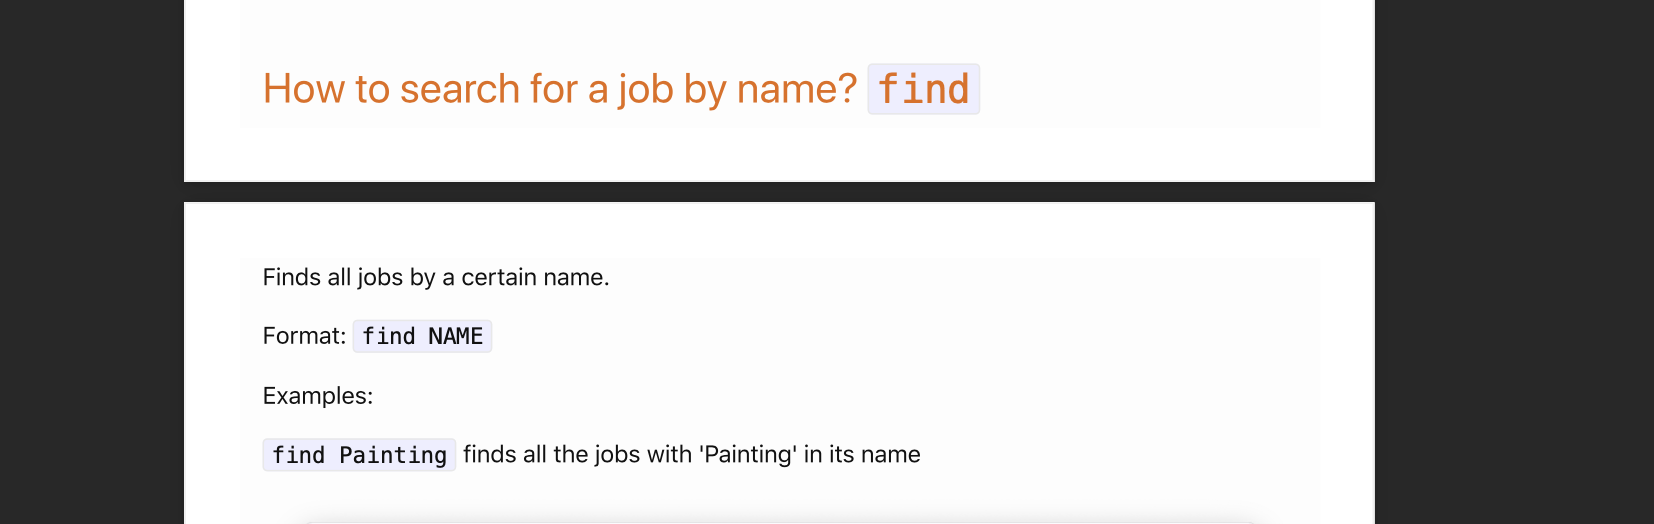 How to search for a job by name? find
Finds all jobs by a certain name.
Format: find NAME
Examples:
find Painting finds all the jobs with 'Painting' in its name